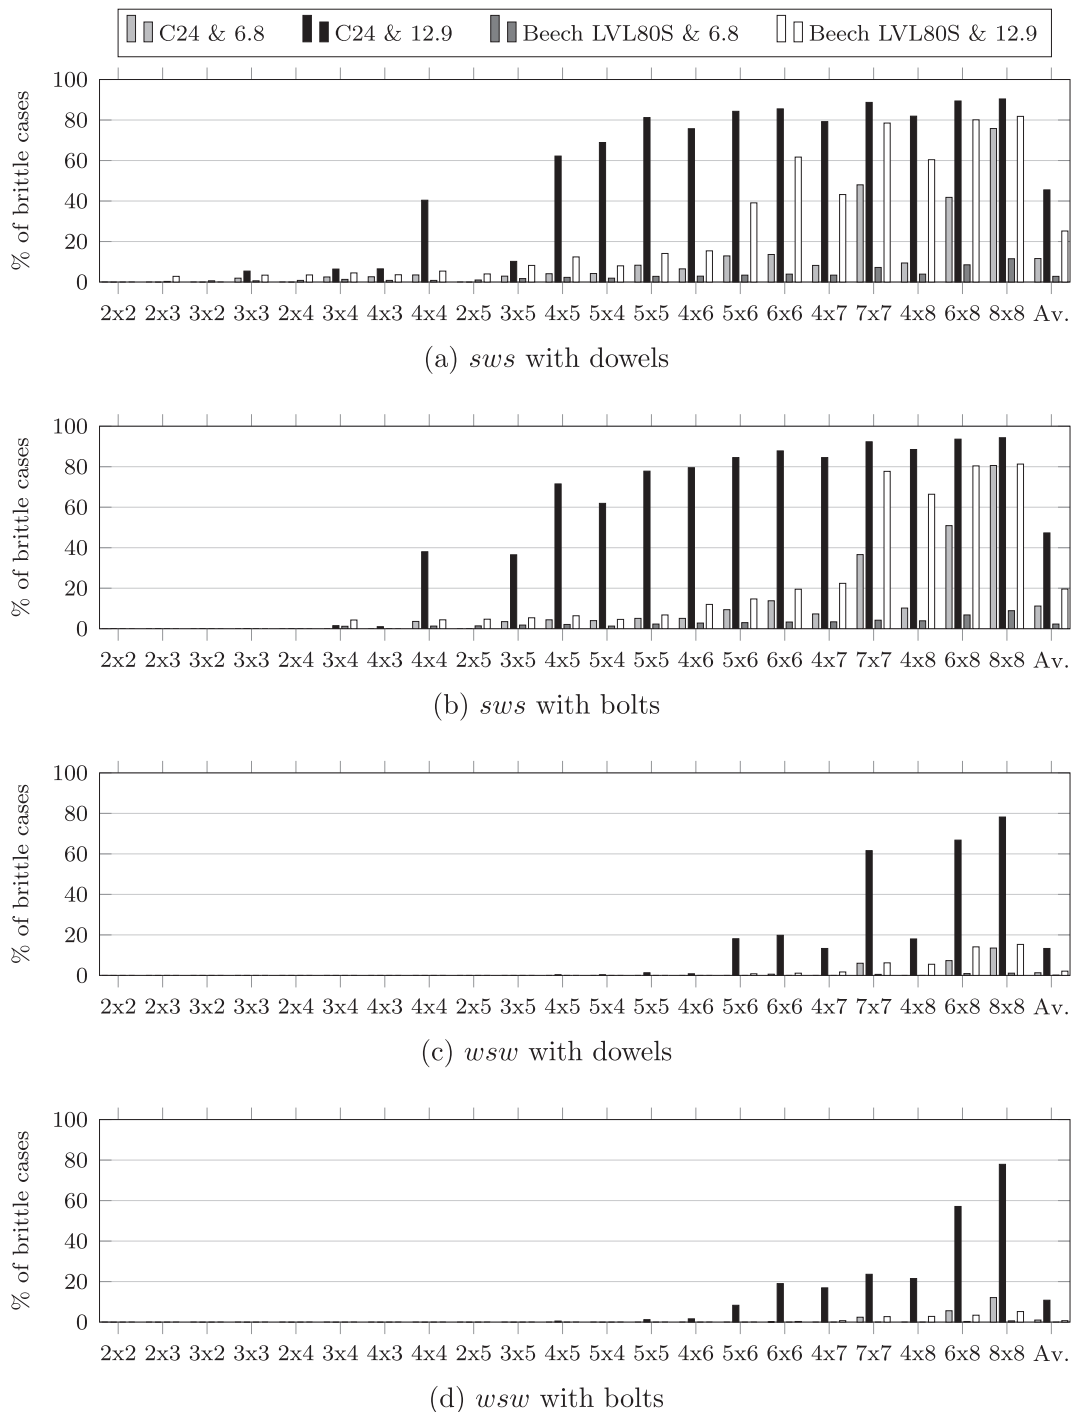 C24 & 6.8 C24 & 12.9 Beech LVL80S & 6.8 Beech LVL80S & 12.9
100
80
60
40
20
0
% of brittle cases
2x2 2x3 3x2 3x3 2x4 3x4 4x3 4x4 2x5 3x5 4x5 5x4 5x5 4x6 5x6 6x6 4x7 7x7 4x8 6x8 8x8 Av.
(a) sws with dowels
100
80
60
40
20
0
% of brittle cases
2x2 2x3 3x2 3x3 2x4 3x4 4x3 4x4 2x5 3x5 4x5 5x4 5x5 4x6 5x6 6x6 4x7 7x7 4x8 6x8 8x8 Av.
(b) sws with bolts
100
80
60
40
20
0
% of brittle cases
2x2 2x3 3x2 3x3 2x4 3x4 4x3 4x4 2x5 3x5 4x5 5x4 5x5 4x6 5x6 6x6 4x7 7x7 4x8 6x8 8x8 Av.
(c) wsw with dowels
100
80
60
40
20
0
% of brittle cases
2x2 2x3 3x2 3x3 2x4 3x4 4x3 4x4 2x5 3x5 4x5 5x4 5x5 4x6 5x6 6x6 4x7 7x7 4x8 6x8 8x8 Av.
(d) wsw with bolts